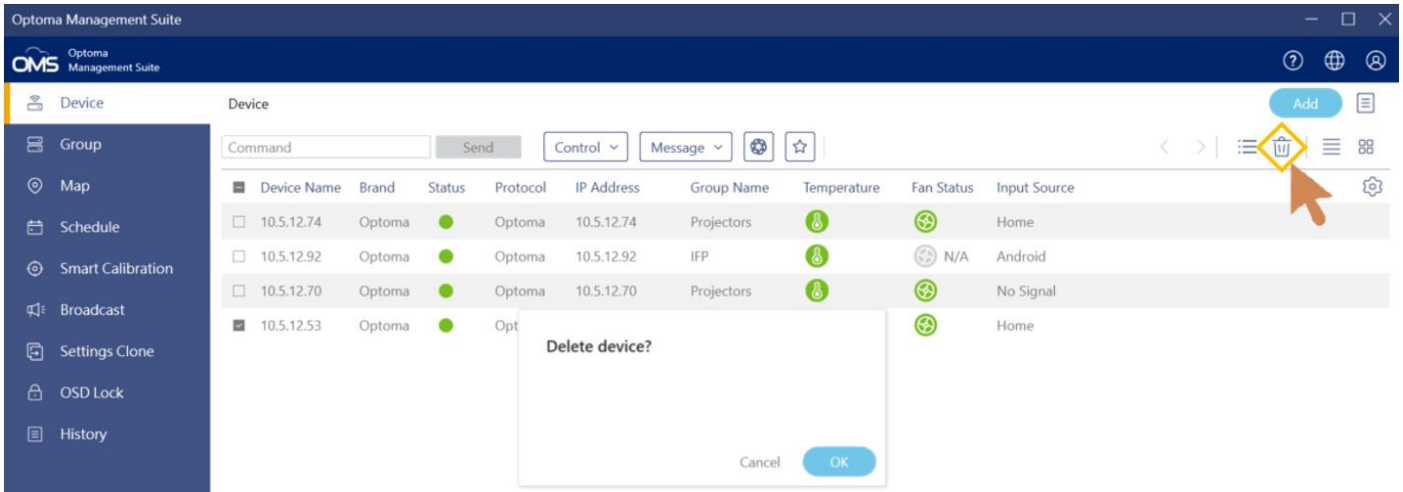 Optoma Management Suite
OMS Optoma Management Suite
Device
Group
Map
Schedule
Smart Calibration
Broadcast
Settings Clone
OSD Lock
History
Device Add
Command Send Control Message
Device Name Brand Status Protocol IP Address Group Name Temperature Fan Status Input Source
10.5.12.74 Optoma Optoma 10.5.12.74 Projectors Home
10.5.12.92 Optoma Optoma 10.5.12.92 IFP N/A Android
10.5.12.70 Optoma Optoma 10.5.12.70 Projectors No Signal
10.5.12.53 Optoma Opt Home
Delete device?
Cancel OK